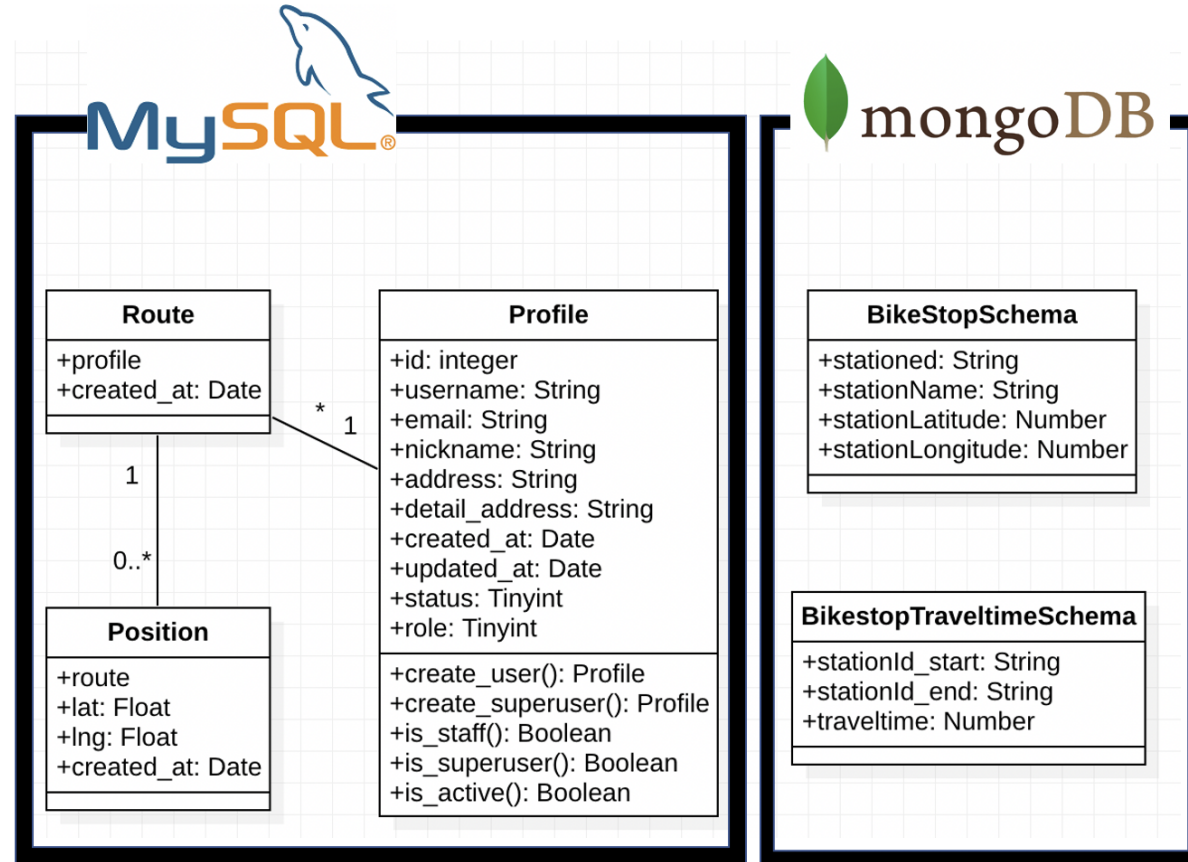 MySQL®
mongoDB
Route
+profile
+created_at: Date
*
1
1
0..*
Position
+route
+lat: Float
+lng: Float
+created_at: Date
Profile
+id: integer
+username: String
+email: String
+nickname: String
+address: String
+detail_address: String
+created_at: Date
+updated_at: Date
+status: Tinyint
+role: Tinyint
+create_user(): Profile
+create_superuser(): Profile
+is_staff(): Boolean
+is_superuser(): Boolean
+is_active(): Boolean
BikeStopSchema
+stationed: String
+stationName: String
+stationLatitude: Number
+stationLongitude: Number
BikestopTraveltimeSchema
+stationId_start: String
+stationId_end: String
+traveltime: Number